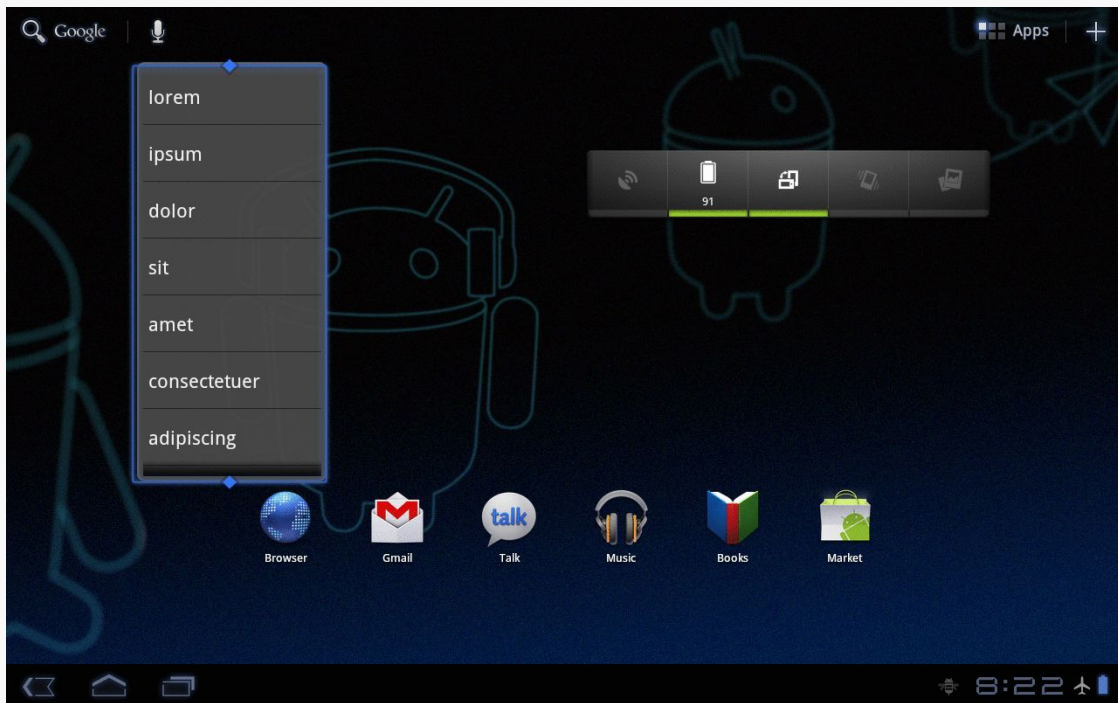 Google
Apps
lorem
ipsum
dolor
sit
amet
consectetuer
adipiscing
91
talk
Browser
Gmail
Talk
Music
Books
Market
8:22